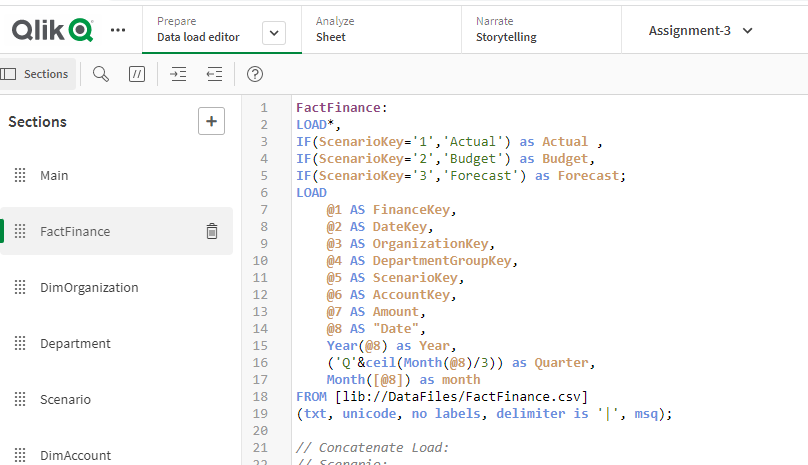 Qlik Q
Prepare
Data load editor
Analyze
Sheet
Narrate
Storytelling
Assignment-3
Sections
Sections
Main
FactFinance
DimOrganization
Department
Scenario
DimAccount
1 FactFinance:
2 LOAD*,
3 IF(ScenarioKey='1','Actual') as Actual ,
4 IF(ScenarioKey='2','Budget') as Budget,
5 IF(ScenarioKey='3','Forecast') as Forecast;
6 LOAD
7 @1 AS FinanceKey,
8 @2 AS DateKey,
9 @3 AS OrganizationKey,
10 @4 AS DepartmentGroupKey,
11 @5 AS ScenarioKey,
12 @6 AS AccountKey,
13 @7 AS Amount,
14 @8 AS "Date",
15 Year(@8) as Year,
16 ('Q'&ceil(Month(@8)/3)) as Quarter,
17 Month([@8]) as month
18 FROM [lib://DataFiles/FactFinance.csv]
19 (txt, unicode, no labels, delimiter is '|', msq);
20
21 // Concatenate Load:
22 // Scenario: